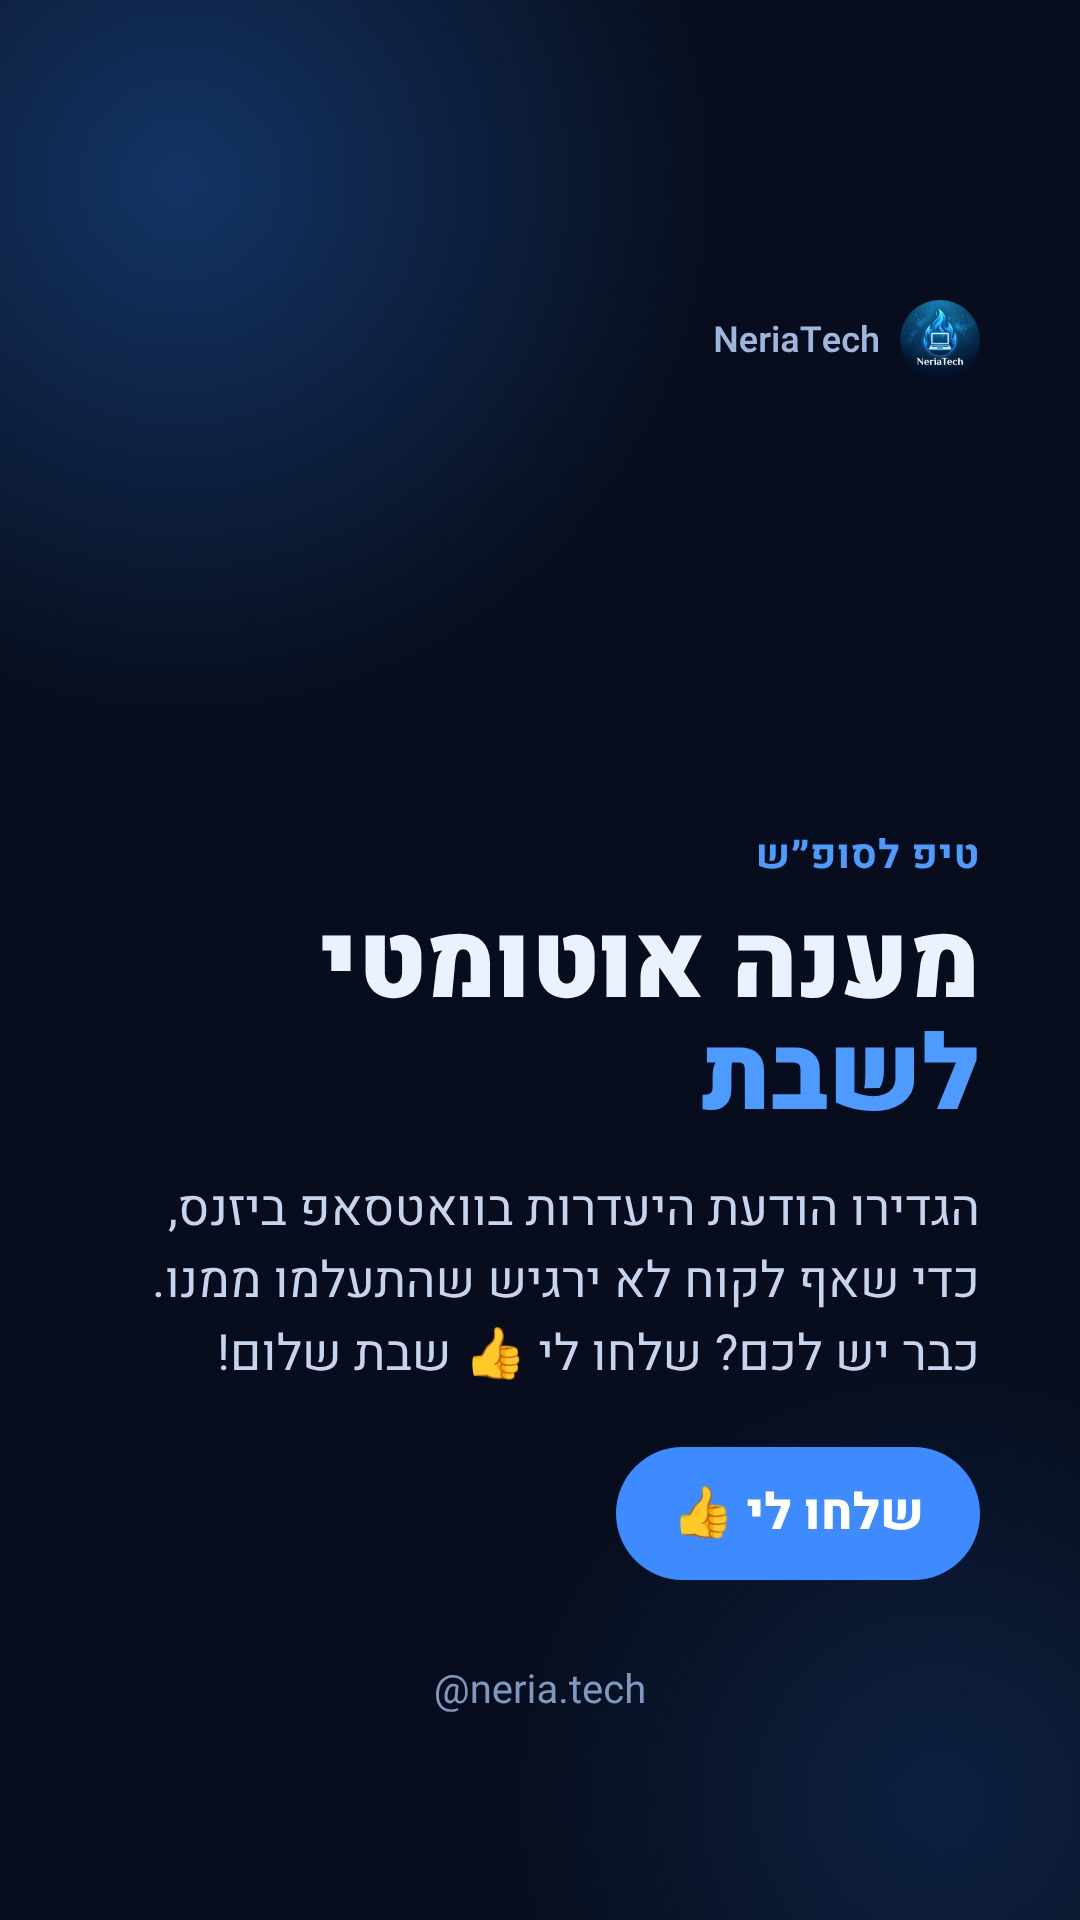 NeriaTech
NeriaTech
טיפ לסופ״ש
מענה אוטומטי
לשבת
הגדירו הודעת היעדרות בוואטסאפ ביזנס,
כדי שאף לקוח לא ירגיש שהתעלמו ממנו.
כבר יש לכם? שלחו לי 👍 שבת שלום!
שלחו לי 👍
@neria.tech